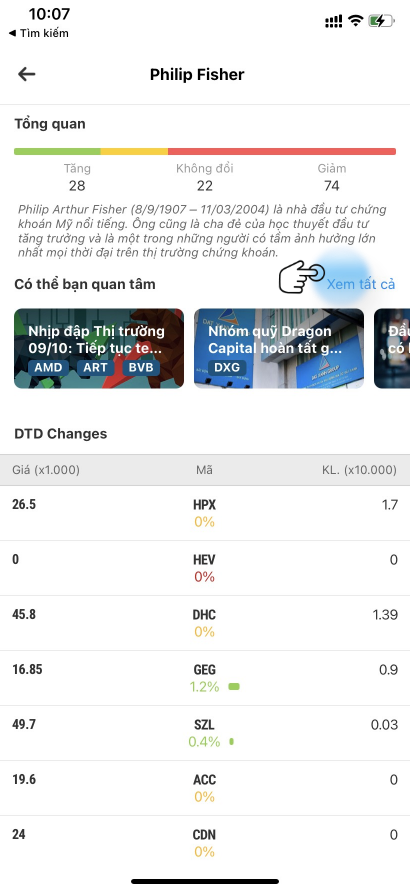 10:07
◄ Tìm kiếm
Philip Fisher
Tổng quan
Tăng Không đổi Giảm
28 22 74
Philip Arthur Fisher (8/9/1907 – 11/03/2004) là nhà đầu tư chứng
khoán Mỹ nổi tiếng. Ông cũng là cha đẻ của học thuyết đầu tư
tăng trưởng và là một trong những người có tầm ảnh hưởng lớn
nhất mọi thời đại trên thị trường chứng khoán.
Có thể bạn quan tâm Xem tất cả
Nhịp đập Thị trường
09/10: Tiếp tục te...
AMD ART BVB
Nhóm quỹ Dragon
Capital hoàn tất g...
DXG
có
DTD Changes
Giá (x1.000) Mã KL. (x10.000)
26.5 HPX 1.7
0%
0 HEV 0
0%
45.8 DHC 1.39
0%
16.85 GEG 0.9
1.2%
49.7 SZL 0.03
0.4%
19.6 ACC 0
0%
24 CDN 0
0%